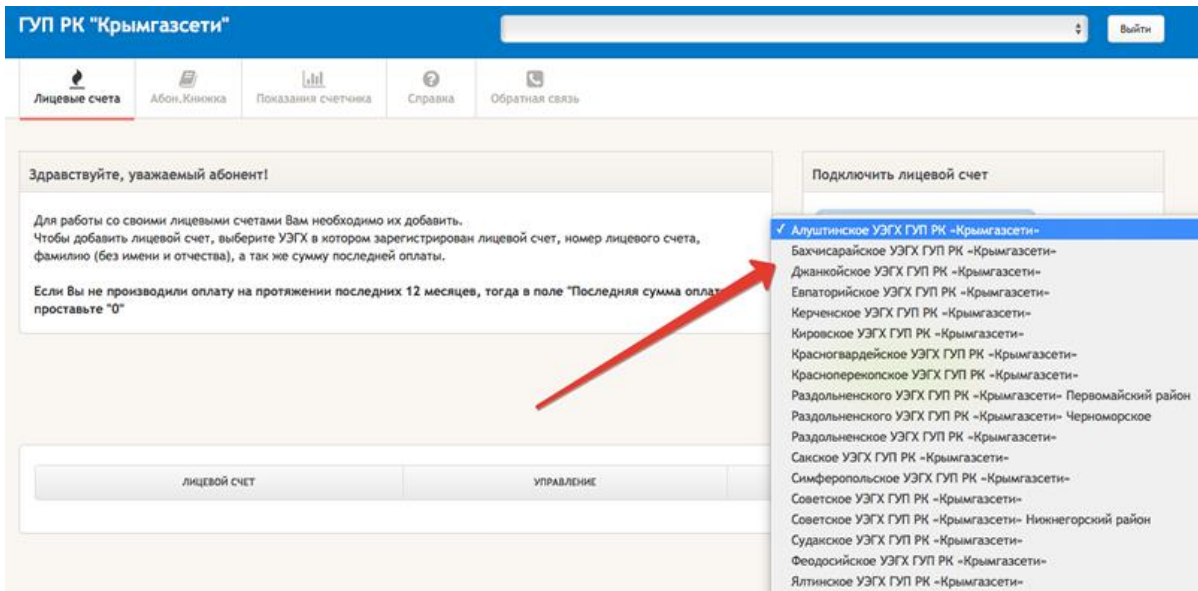 ГУП РК "Крымгазсети"
Выйти
Лицевые счета
Абон.Книжка
Показания счетчика
Справка
Обратная связь
Здравствуйте, уважаемый абонент!
Для работы со своими лицевыми счетами Вам необходимо их добавить.
Чтобы добавить лицевой счет, выберите УЭГХ в котором зарегистрирован лицевой счет, номер лицевого счета,
фамилию (без имени и отчества), а так же сумму последней оплаты.
Если Вы не производили оплату на протяжении последних 12 месяцев, тогда в поле "Последняя сумма
проставьте "0"
Подключить лицевой счет
✓ Алуштинское УЭГХ ГУП РК «Крымгазсети»
Бахчисарайское УЭГХ ГУП РК «Крымгазсети»
Джанкойское УЭГХ ГУП РК «Крымгазсети»
Евпаторийское УЭГХ ГУП РК «Крымгазсети»
Керченское УЭГХ ГУП РК «Крымгазсети»
Кировское УЭГХ ГУП РК «Крымгазсети»
Красногвардейское УЭГХ ГУП РК «Крымгазсети»
Красноперекопское УЭГХ ГУП РК «Крымгазсети»
Раздольненского УЭГХ ГУП РК «Крымгазсети» Первомайский район
Раздольненского УЭГХ ГУП РК «Крымгазсети» Черноморское
Раздольненское УЭГХ ГУП РК «Крымгазсети»
Сакское УЭГХ ГУП РК «Крымгазсети»
Симферопольское УЭГХ ГУП РК «Крымгазсети»
Советское УЭГХ ГУП РК «Крымгазсети»
Советское УЭГХ ГУП РК «Крымгазсети» Нижнегорский район
Судакское УЭГХ ГУП РК «Крымгазсети»
Феодосийское УЭГХ ГУП РК «Крымгазсети»
Ялтинское УЭГХ ГУП РК «Крымгазсети»
ЛИЦЕВОЙ СЧЕТ
УПРАВЛЕНИЕ